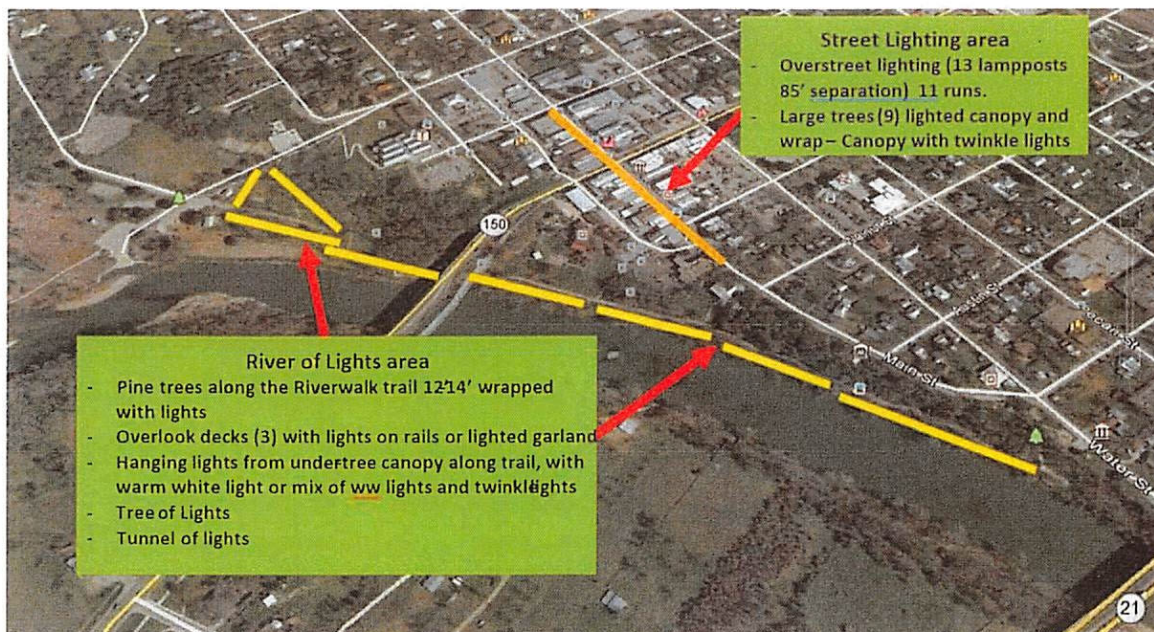 Street Lighting area
- Overstreet lighting (13 lampposts
85' separation) 11 runs.
- Large trees (9) lighted canopy and
wrap – Canopy with twinkle lights
150
River of Lights area
- Pine trees along the Riverwalk trail 12-14' wrapped
with lights
- Overlook decks (3) with lights on rails or lighted garland
- Hanging lights from under-tree canopy along trail, with
warm white light or mix of ww lights and twinklelights
- Tree of Lights
- Tunnel of lights
Pecan St
Main St
Water St
21